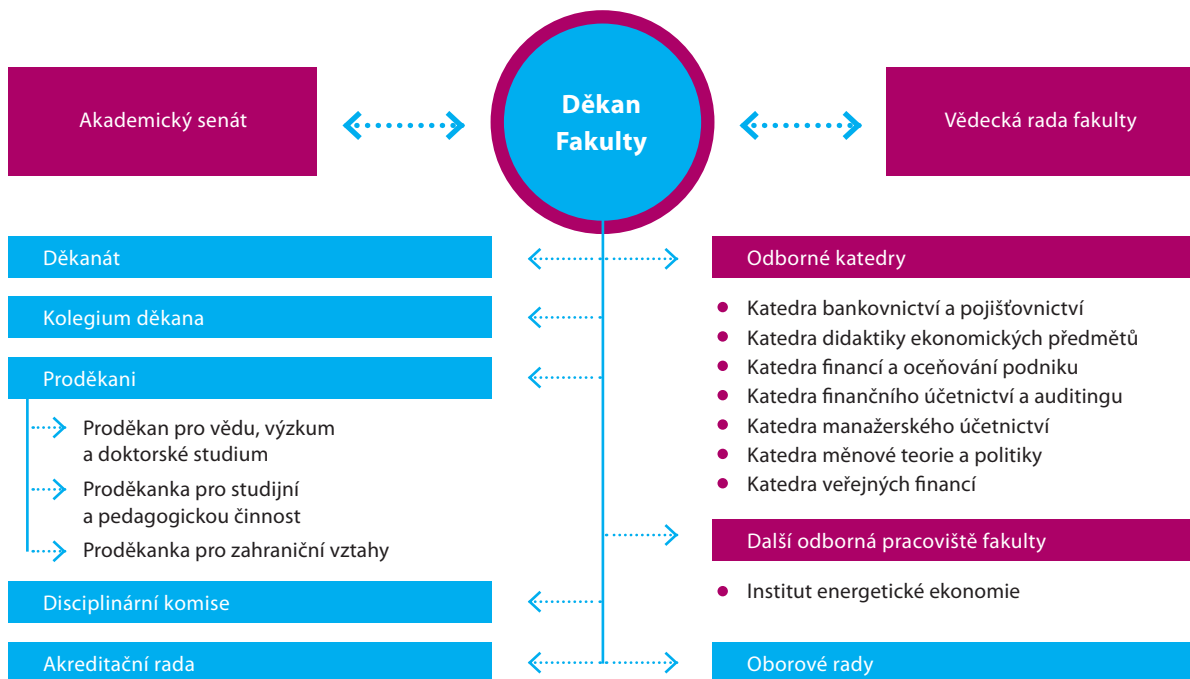 Akademický senát
Děkan
Fakulty
Vědecká rada fakulty
Děkanát
Kolegium děkana
Proděkani
Proděkan pro vědu, výzkum
a doktorské studium
Proděkanka pro studijní
a pedagogickou činnost
Proděkanka pro zahraniční vztahy
Disciplinární komise
Akreditační rada
Odborné katedry
Katedra bankovnictví a pojišťovnictví
Katedra didaktiky ekonomických předmětů
Katedra financí a oceňování podniku
Katedra finančního účetnictví a auditingu
Katedra manažerského účetnictví
Katedra měnové teorie a politiky
Katedra veřejných financí
Další odborná pracoviště fakulty
Institut energetické ekonomie
Oborové rady